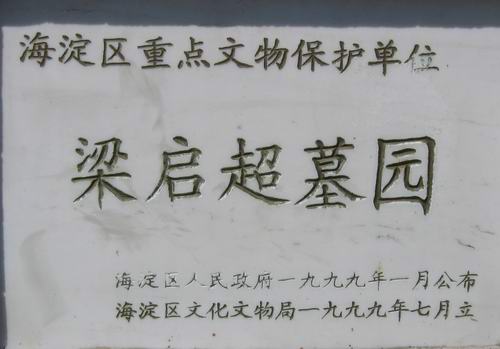 海淀区重点文物保护单位
梁启超墓园
海淀区人民政府一九九九年一月公布
海淀区文化文物局一九九九年七月立